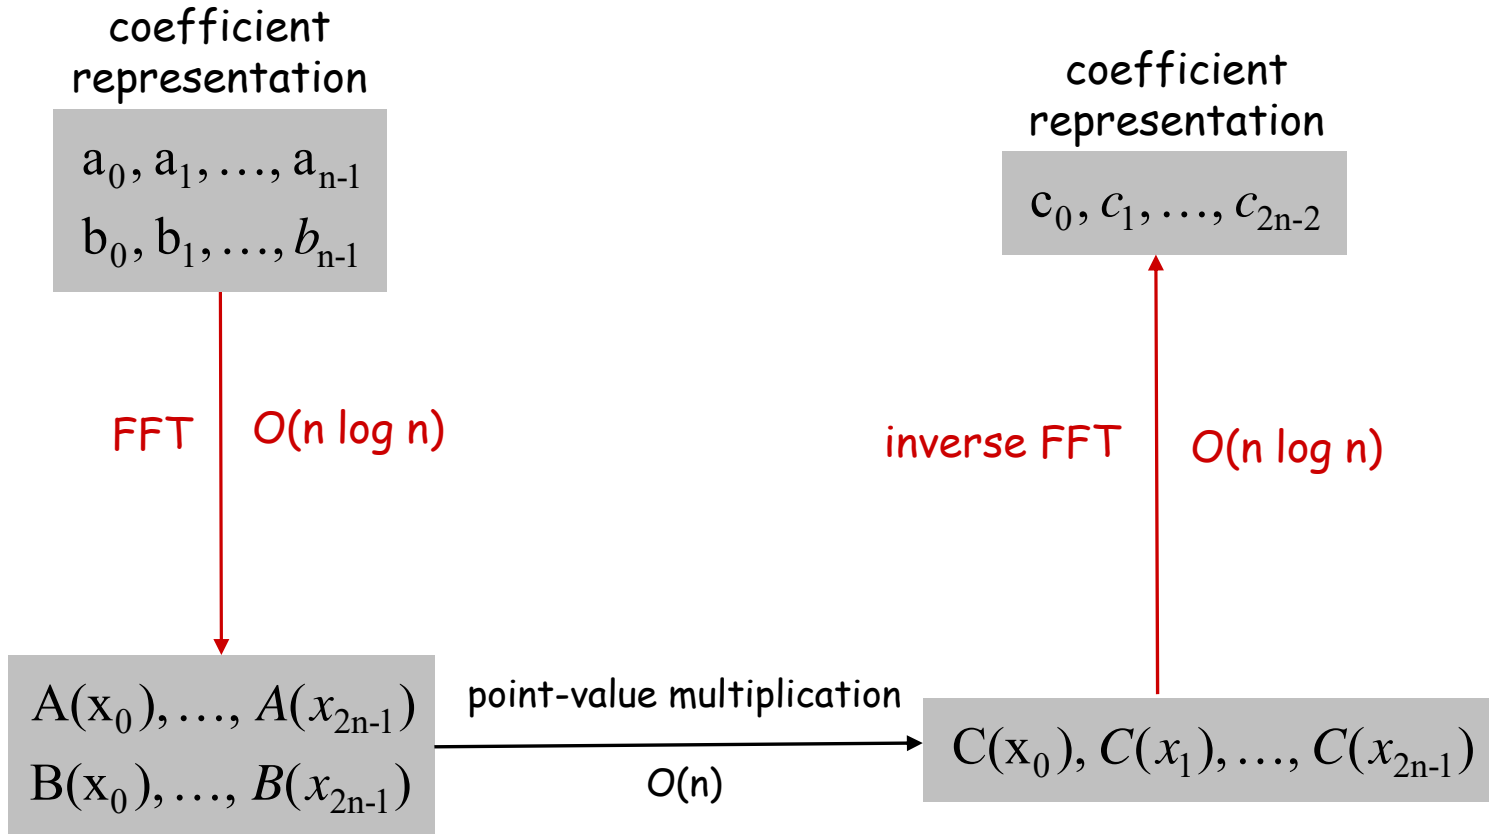 coefficient
representation
a₀, a₁, …, aₙ₋₁
b₀, b₁, …, bₙ₋₁
FFT
O(n log n)
A(x₀), …, A(x₂ₙ₋₁)
B(x₀), …, B(x₂ₙ₋₁)
point-value multiplication
O(n)
C(x₀), C(x₁), …, C(x₂ₙ₋₁)
inverse FFT
O(n log n)
coefficient
representation
c₀, c₁, …, c₂ₙ₋₂